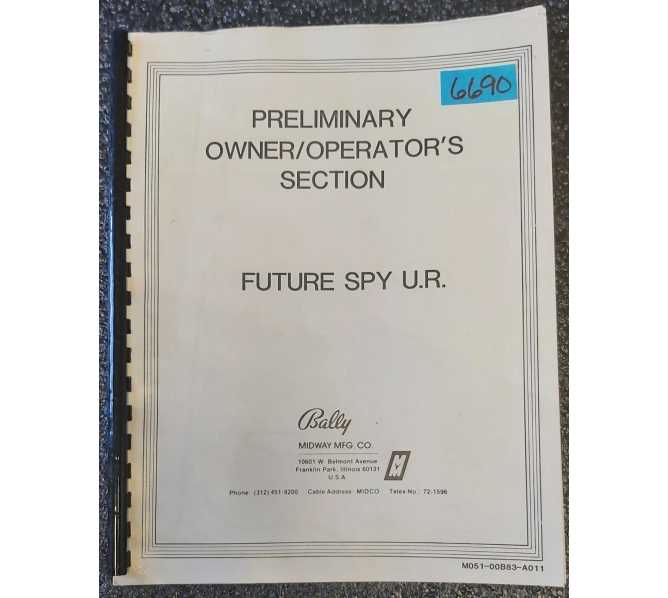 6690
PRELIMINARY
OWNER/OPERATOR'S
SECTION
FUTURE SPY U.R.
Bally
MIDWAY MFG. CO.
10601 W. Belmont Avenue
Franklin Park, Illinois 60131
U.S.A.
Phone: (312) 451-9200 Cable Address: MIDCO Telex No.: 72-1596
M051-00B83-A011